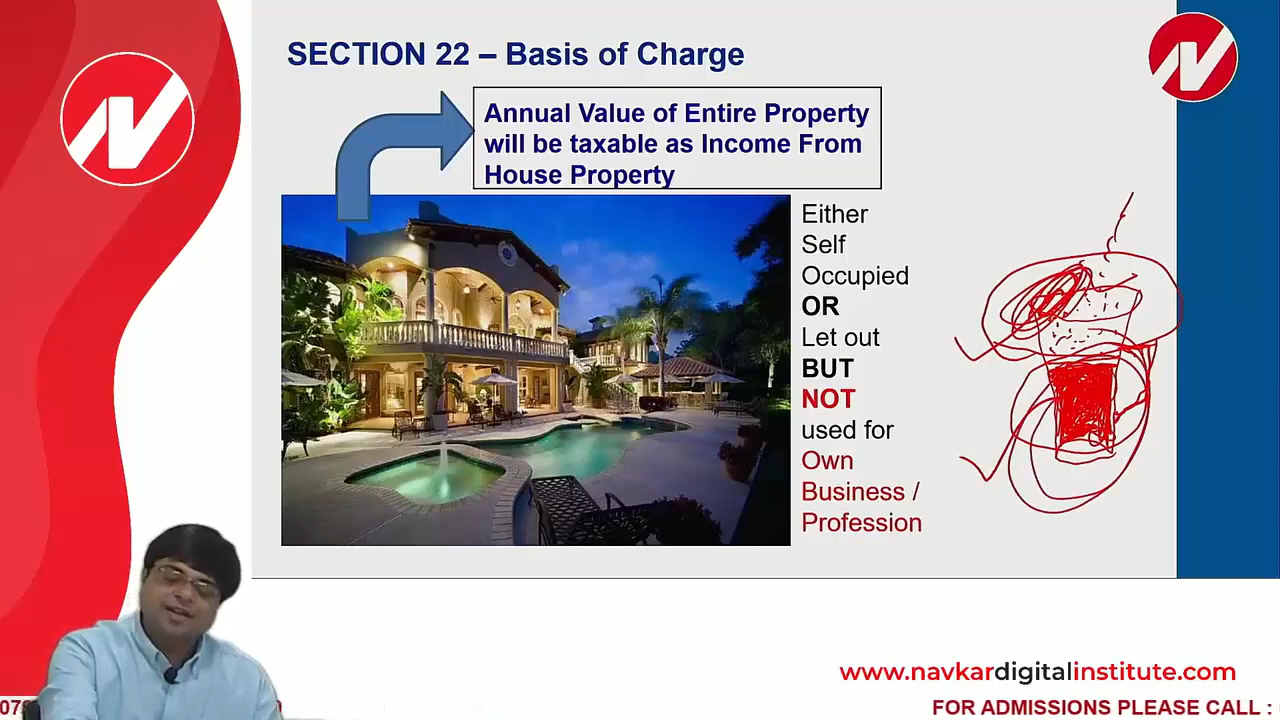 SECTION 22 – Basis of Charge
Annual Value of Entire Property
will be taxable as Income From
House Property
Either
Self
Occupied
OR
Let out
BUT
NOT
used for
Own
Business /
Profession
www.navkardigitalinstitute.com
FOR ADMISSIONS PLEASE CALL :